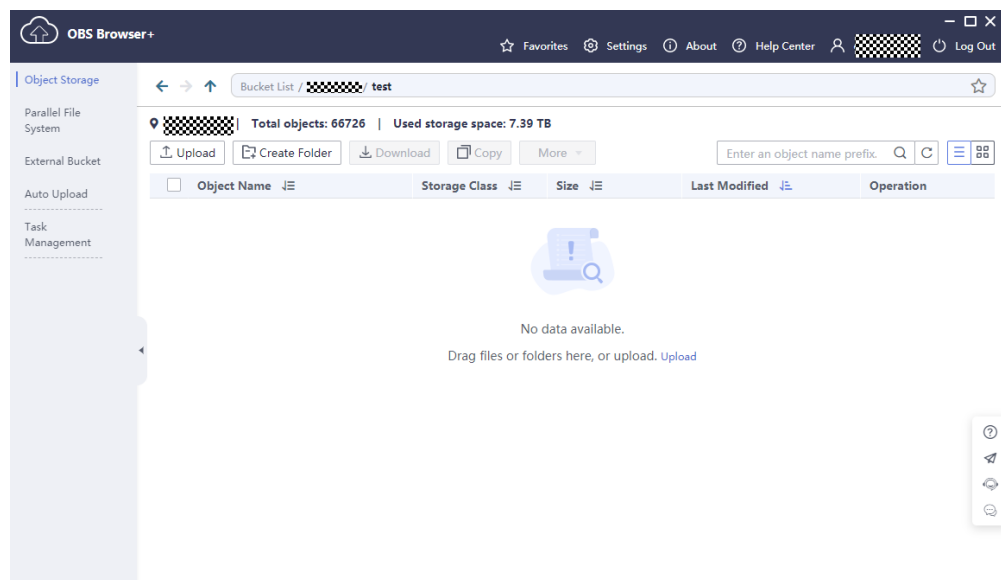 OBS Browser+
Favorites Settings About Help Center Log Out
Object Storage
Bucket List / / test
Parallel File
System
Total objects: 66726 | Used storage space: 7.39 TB
Upload Create Folder Download Copy More Enter an object name prefix.
External Bucket
Object Name Storage Class Size Last Modified Operation
Auto Upload
Task
Management
No data available.
Drag files or folders here, or upload. Upload